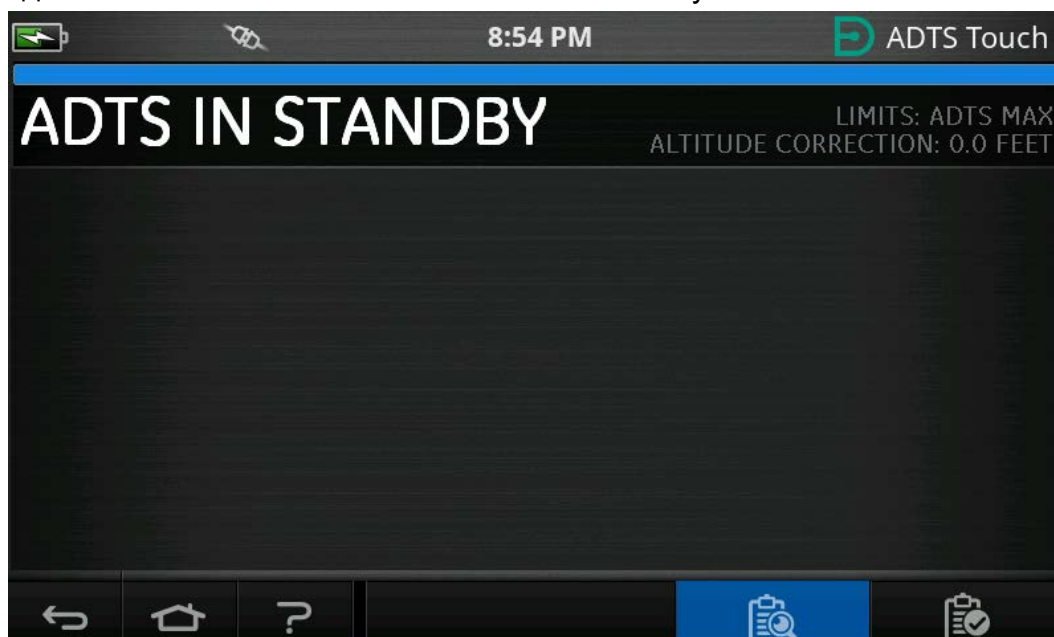 8:54 PM
ADTS Touch
ADTS IN STANDBY
LIMITS: ADTS MAX
ALTITUDE CORRECTION: 0.0 FEET
?